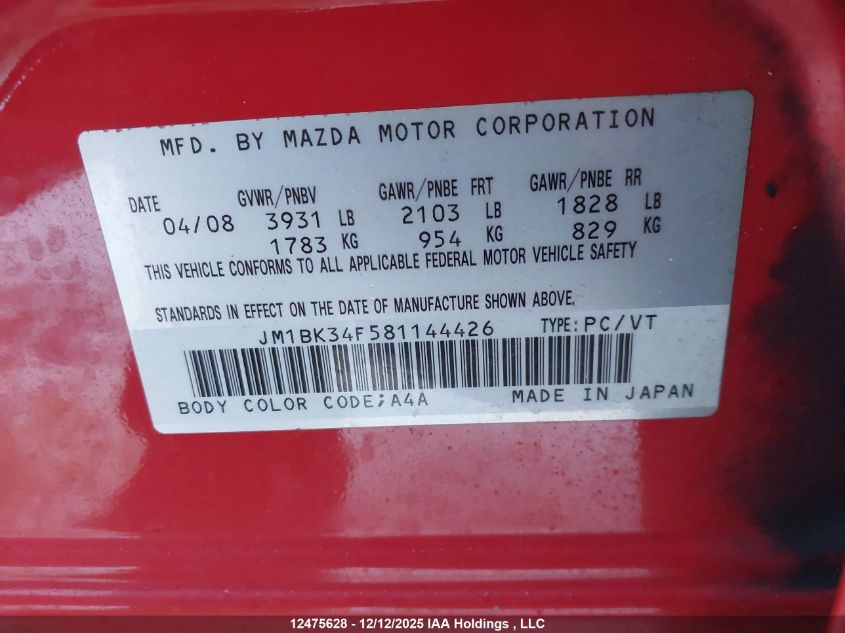 MFD. BY MAZDA MOTOR CORPORATION
DATE GVWR/PNBV GAWR/PNBE FRT GAWR/PNBE RR
04/08 3931 LB 2103 LB 1828 LB
1783 KG 954 KG 829 KG
THIS VEHICLE CONFORMS TO ALL APPLICABLE FEDERAL MOTOR VEHICLE SAFETY
STANDARDS IN EFFECT ON THE DATE OF MANUFACTURE SHOWN ABOVE.
JM1BK34F581144426 TYPE:PC/VT
BODY COLOR CODE;A4A MADE IN JAPAN
12475628 - 12/12/2025 IAA Holdings , LLC